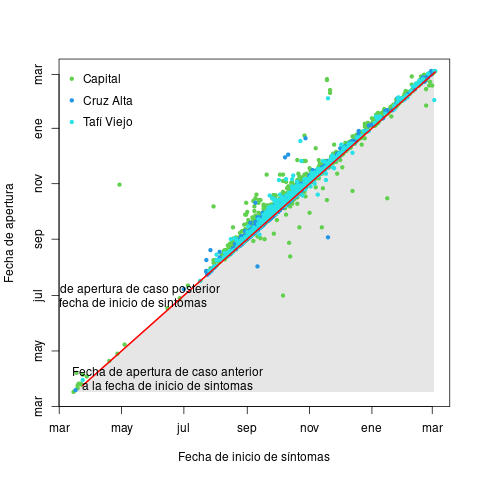 Capital
Cruz Alta
Tafí Viejo
de apertura de caso posterior
fecha de inicio de sintomas
Fecha de apertura de caso anterior
a la fecha de inicio de sintomas
Fecha de apertura
mar
ene
nov
sep
jul
may
mar
mar
may
jul
sep
nov
ene
mar
Fecha de inicio de síntomas